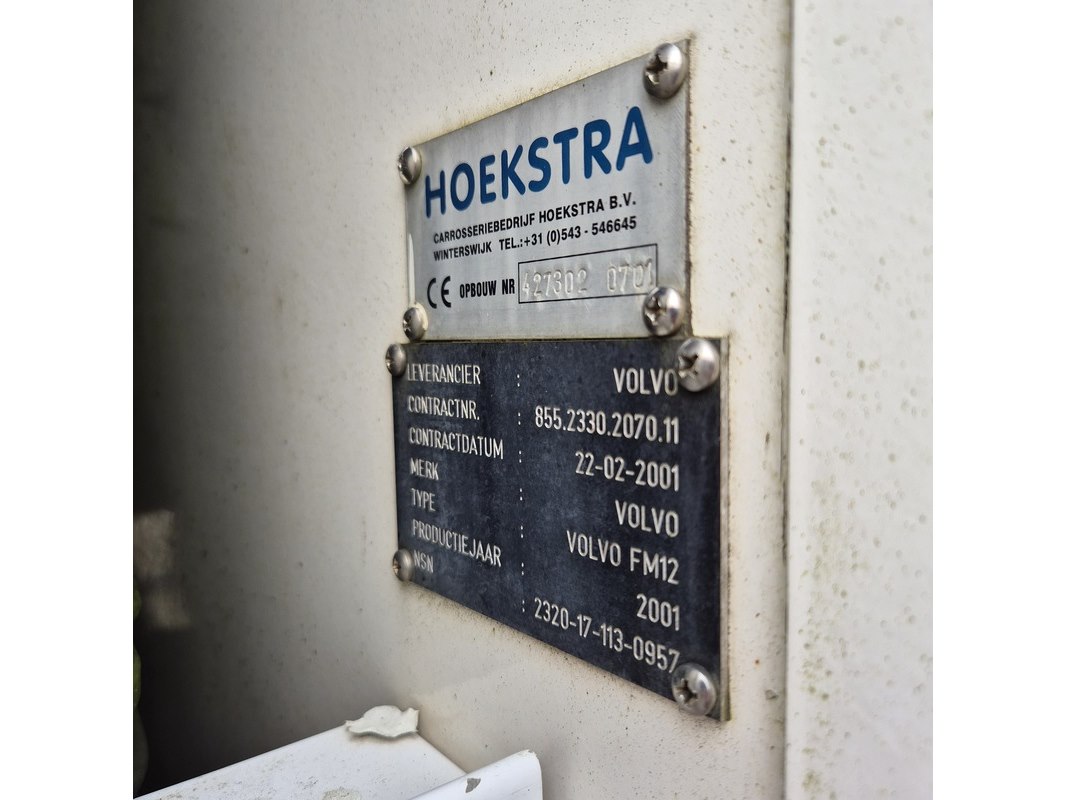 HOEKSTRA
CARROSSERIEBEDRIJF HOEKSTRA B.V.
WINTERSWIJK TEL.:+31 (0)543 - 546645
CE OPBOUW NR 427302 0701
LEVERANCIER : VOLVO
CONTRACTNR. : 855.2330.2070.11
CONTRACTDATUM : 22-02-2001
MERK : VOLVO
TYPE : VOLVO FM12
PRODUCTIEJAAR : 2001
NSN : 2320-17-113-0957